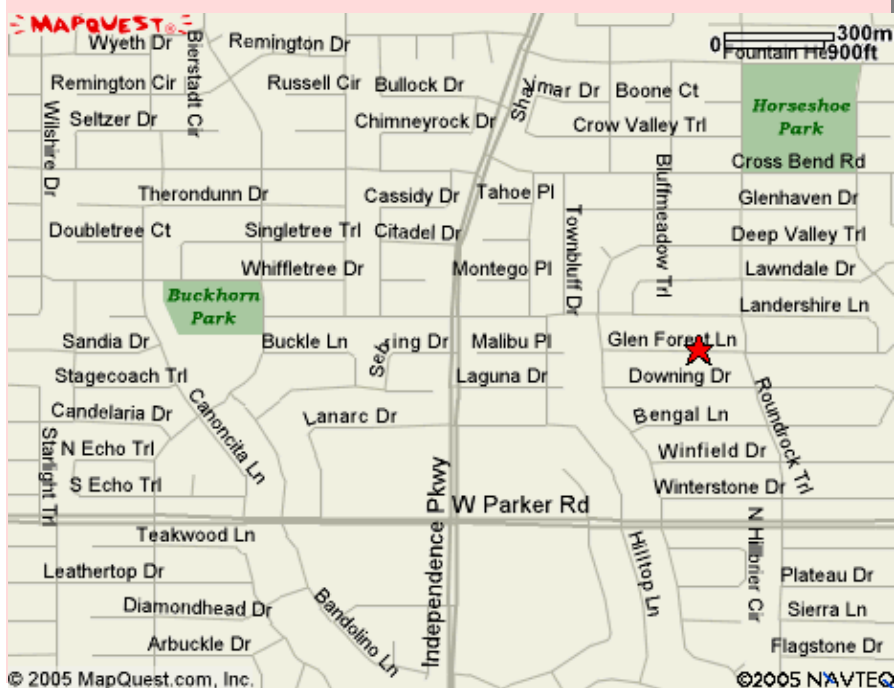 MAPQUEST
300m
0
900ft
Wyeth Dr
Bierstadt Cir
Remington Dr
Fountain He
Remington Cir
Russell Cir
Bullock Dr
Boone Ct
Horseshoe
Park
Wilshire Dr
Seltzer Dr
Chimneyrock Dr
Crow Valley Trl
Cross Bend Rd
Therondunn Dr
Cassidy Dr
Tahoe Pl
Bluffmeadow Trl
Glenhaven Dr
Doubletree Ct
Singletree Trl
Citadel Dr
Townbluff Dr
Deep Valley Trl
Whiffletree Dr
Montego Pl
Lawndale Dr
Buckhorn
Park
Landershire Ln
Sandia Dr
Buckle Ln
Malibu Pl
Glen Forest Ln
Stagecoach Trl
Laguna Dr
Downing Dr
Candelaria Dr
Canoncita Ln
Lanarc Dr
Bengal Ln
Roundrock Trl
N Echo Trl
Winfield Dr
Starlight Trl
S Echo Trl
Independence Pkwy
W Parker Rd
Winterstone Dr
Teakwood Ln
Hilltop Ln
N Hillbrier Cir
Leathertop Dr
Plateau Dr
Diamondhead Dr
Bandolino Ln
Sierra Ln
Arbuckle Dr
Flagstone Dr
© 2005 MapQuest.com, Inc.
©2005 NAVTEQ